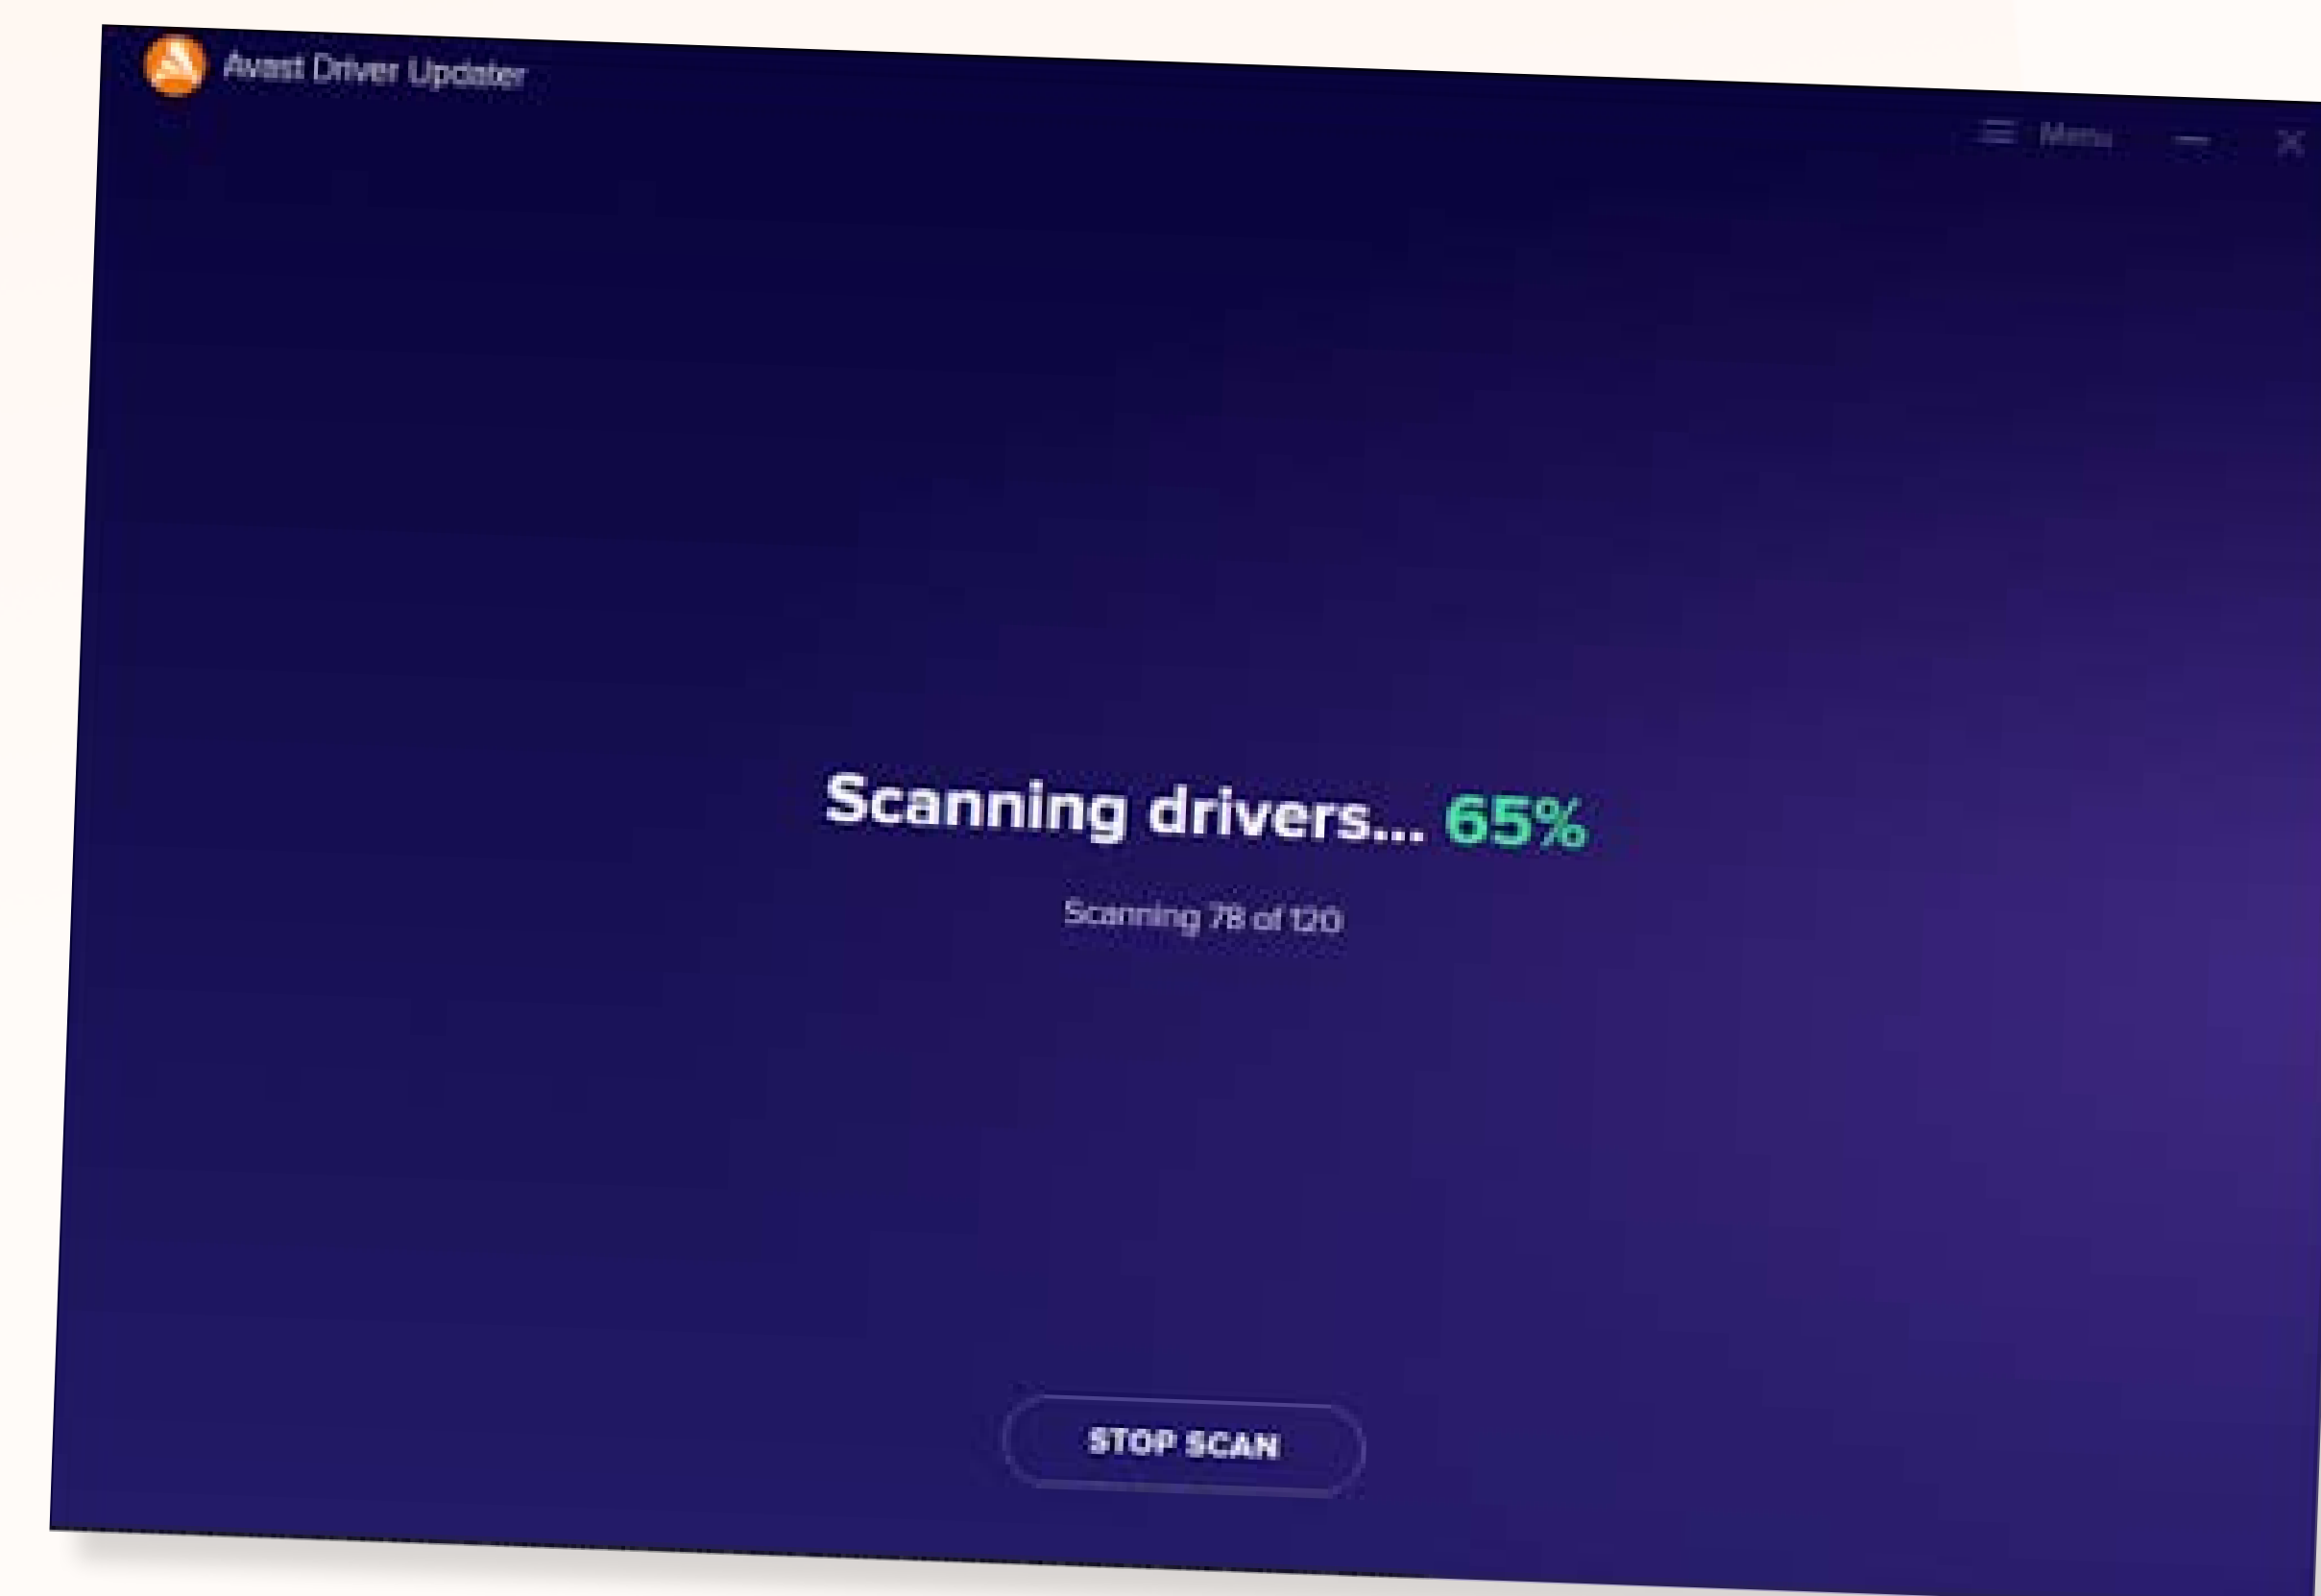 Avast Driver Updater
Menu
Scanning drivers... 65%
Scanning 78 of 120
STOP SCAN